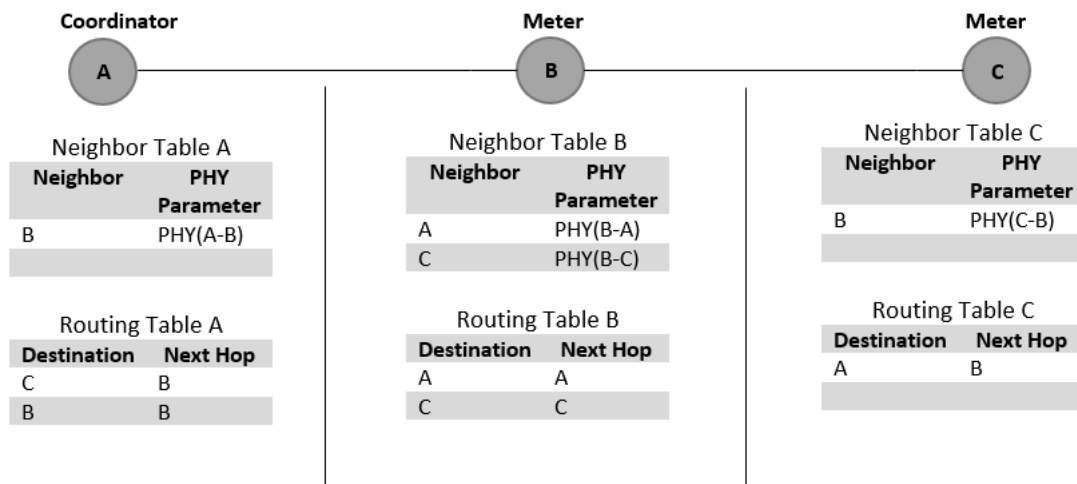 Coordinator
Meter
Meter
A
B
C
Neighbor Table A
Neighbor PHY
Parameter
B PHY(A-B)
Routing Table A
Destination Next Hop
C B
B B
Neighbor Table B
Neighbor PHY
Parameter
A PHY(B-A)
C PHY(B-C)
Routing Table B
Destination Next Hop
A A
C C
Neighbor Table C
Neighbor PHY
Parameter
B PHY(C-B)
Routing Table C
Destination Next Hop
A B